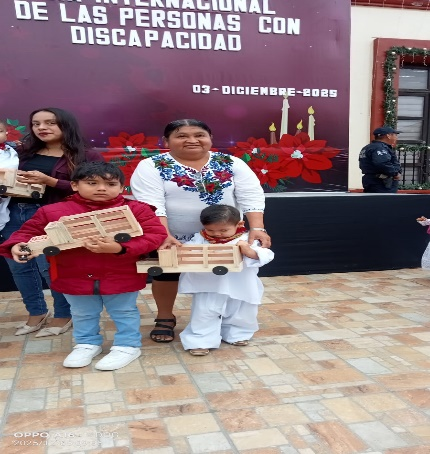 INTERNACIONAL
DE LAS PERSONAS CON
DISCAPACIDAD
03-DICIEMBRE-2025
OPPO